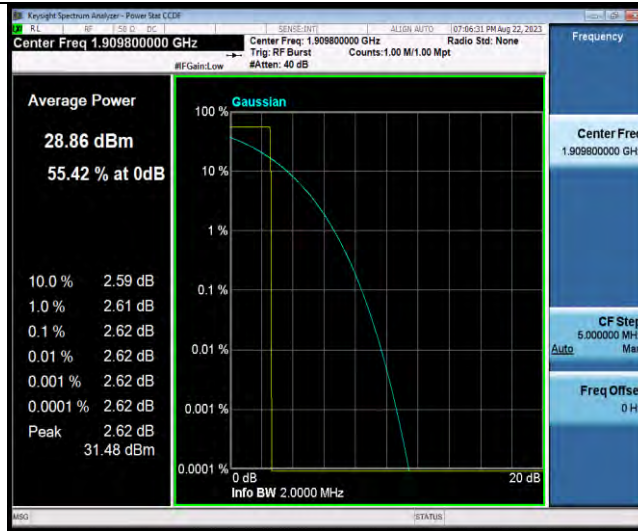 Keysight Spectrum Analyzer - Power Stat CCDF
RL RF 50 Ω DC SENSE:INT ALIGN AUTO 07:06:31 PM Aug 22, 2023
Center Freq 1.909800000 GHz
Center Freq: 1.909800000 GHz Radio Std: None
Trig: RF Burst Counts:1.00 M/1.00 Mpt
#IFGain:Low #Atten: 40 dB
Frequency
Average Power
28.86 dBm
55.42 % at 0dB
10.0 % 2.59 dB
1.0 % 2.61 dB
0.1 % 2.62 dB
0.01 % 2.62 dB
0.001 % 2.62 dB
0.0001 % 2.62 dB
Peak 2.62 dB
31.48 dBm
Gaussian
100 %
10 %
1 %
0.1 %
0.01 %
0.001 %
0.0001 %
0 dB 20 dB
Info BW 2.0000 MHz
Center Fre
1.909800000 GH
CF Step
5.000000 MH
Auto Ma
Freq Offse
0 H
MSG STATUS